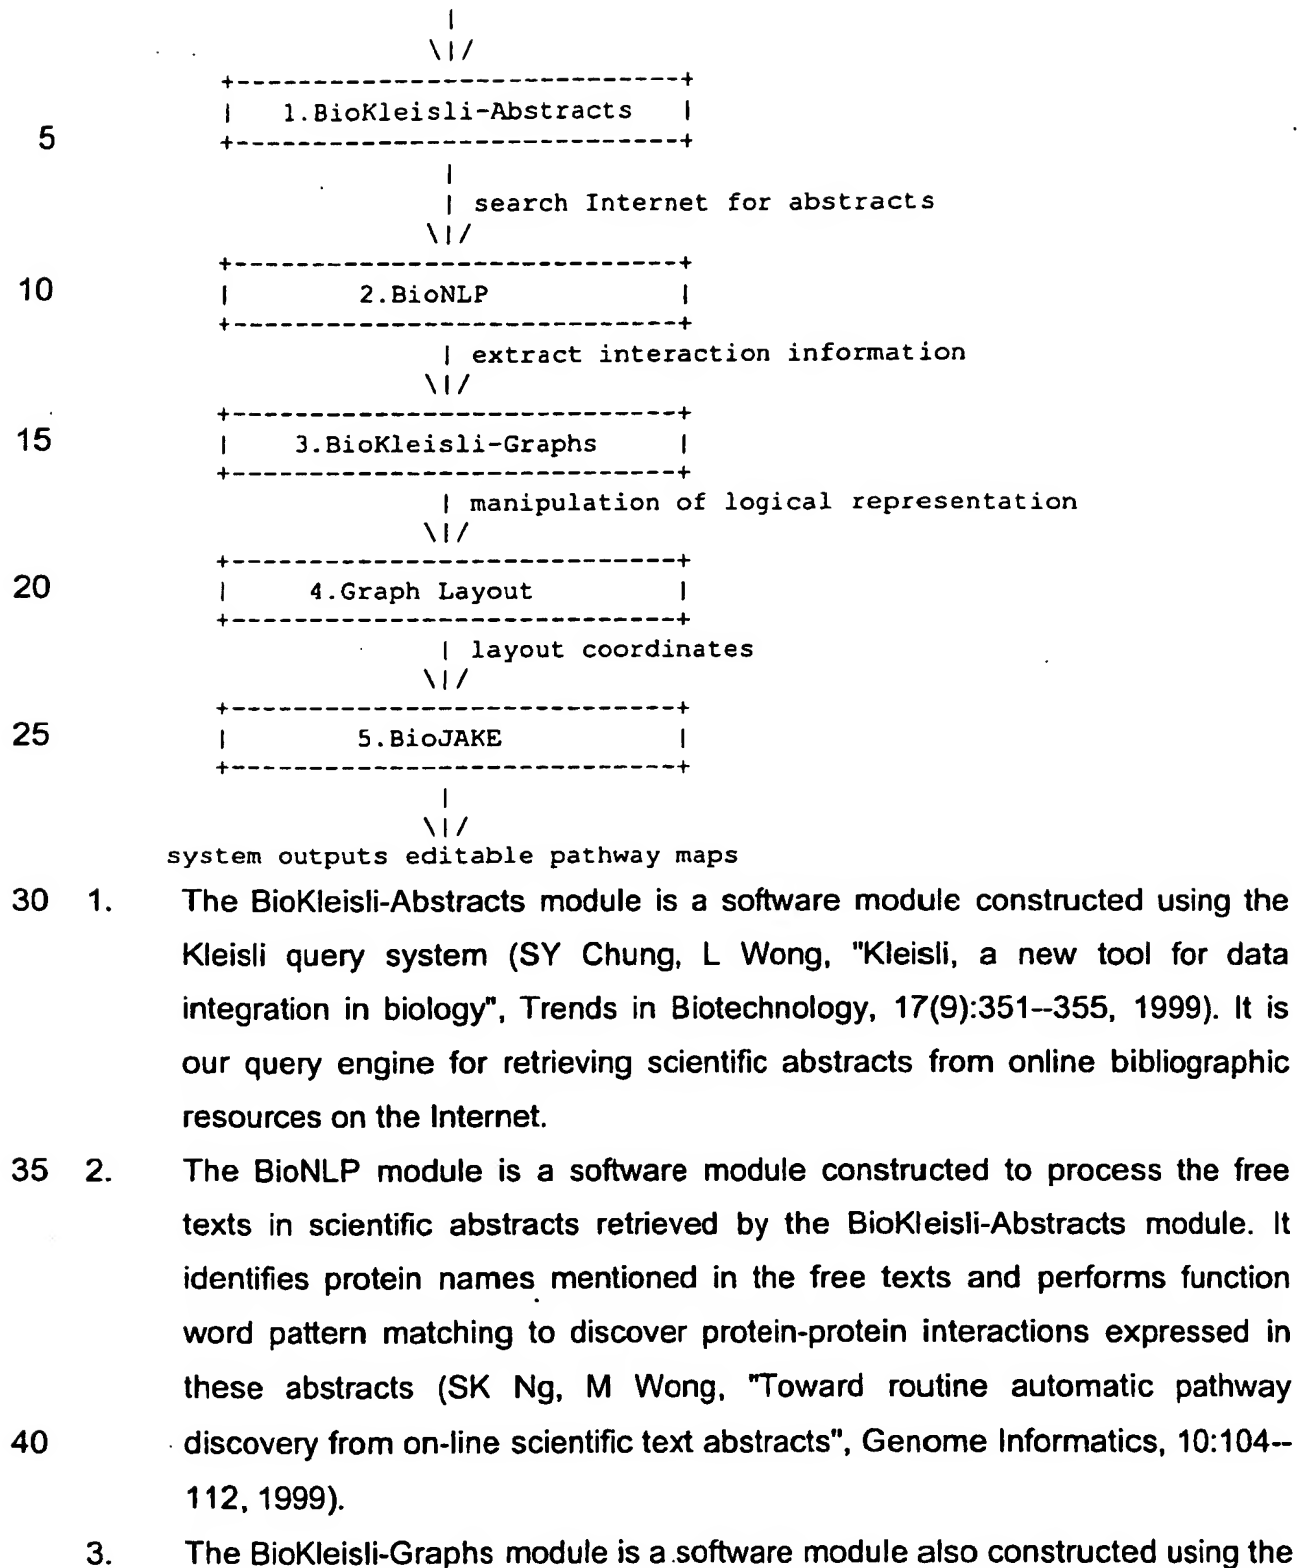 |
\|/
+-----------------------------+
5 | 1.BioKleisli-Abstracts |
+-----------------------------+
|
| search Internet for abstracts
\|/
+-----------------------------+
10 | 2.BioNLP |
+-----------------------------+
| extract interaction information
\|/
+-----------------------------+
15 | 3.BioKleisli-Graphs |
+-----------------------------+
| manipulation of logical representation
\|/
+-----------------------------+
20 | 4.Graph Layout |
+-----------------------------+
| layout coordinates
\|/
+-----------------------------+
25 | 5.BioJAKE |
+-----------------------------+
|
\|/
system outputs editable pathway maps
30 1. The BioKleisli-Abstracts module is a software module constructed using the
Kleisli query system (SY Chung, L Wong, "Kleisli, a new tool for data
integration in biology", Trends in Biotechnology, 17(9):351--355, 1999). It is
our query engine for retrieving scientific abstracts from online bibliographic
resources on the Internet.
35 2. The BioNLP module is a software module constructed to process the free
texts in scientific abstracts retrieved by the BioKleisli-Abstracts module. It
identifies protein names mentioned in the free texts and performs function
word pattern matching to discover protein-protein interactions expressed in
these abstracts (SK Ng, M Wong, "Toward routine automatic pathway
40 discovery from on-line scientific text abstracts", Genome Informatics, 10:104--
112, 1999).
3. The BioKleisli-Graphs module is a software module also constructed using the